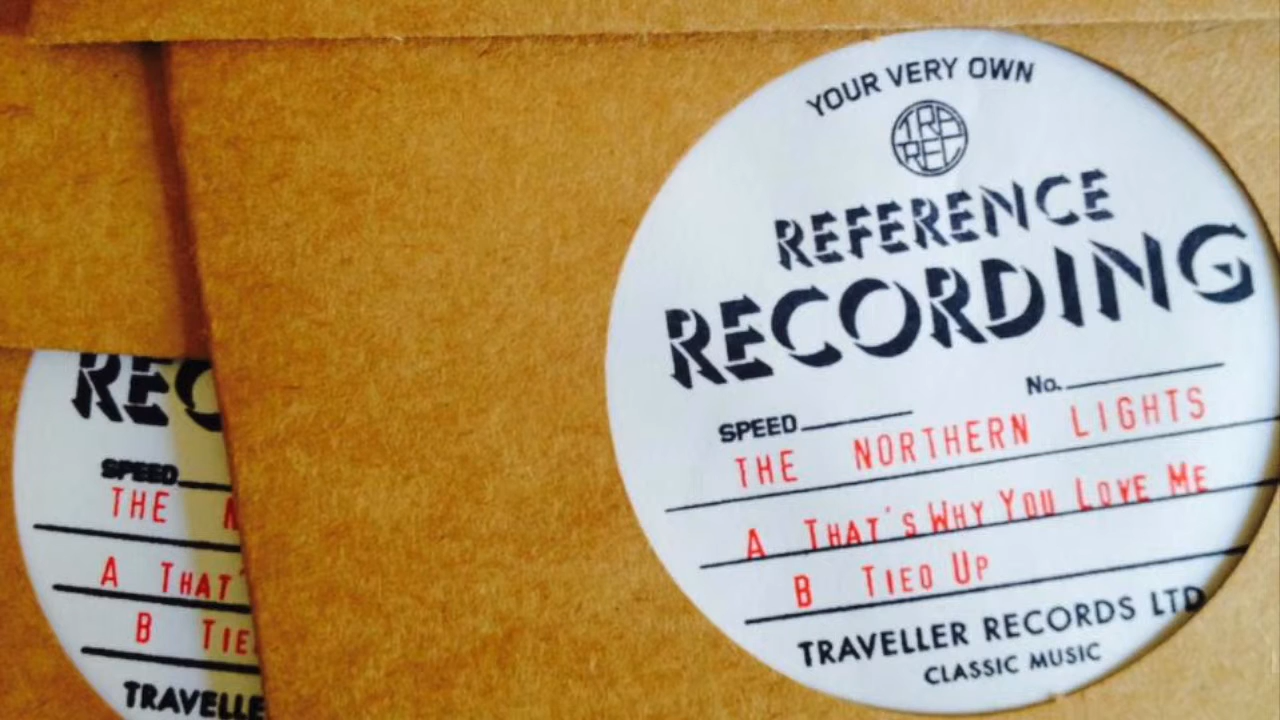 YOUR VERY OWN
TRA
REC
REFERENCE
RECORDING
No.
SPEED
THE NORTHERN LIGHTS
A THAT'S WHY YOU LOVE ME
B TIED UP
TRAVELLER RECORDS LTD
CLASSIC MUSIC
REC
SPEED
THE N
A THAT'
B TIE
TRAVELLE